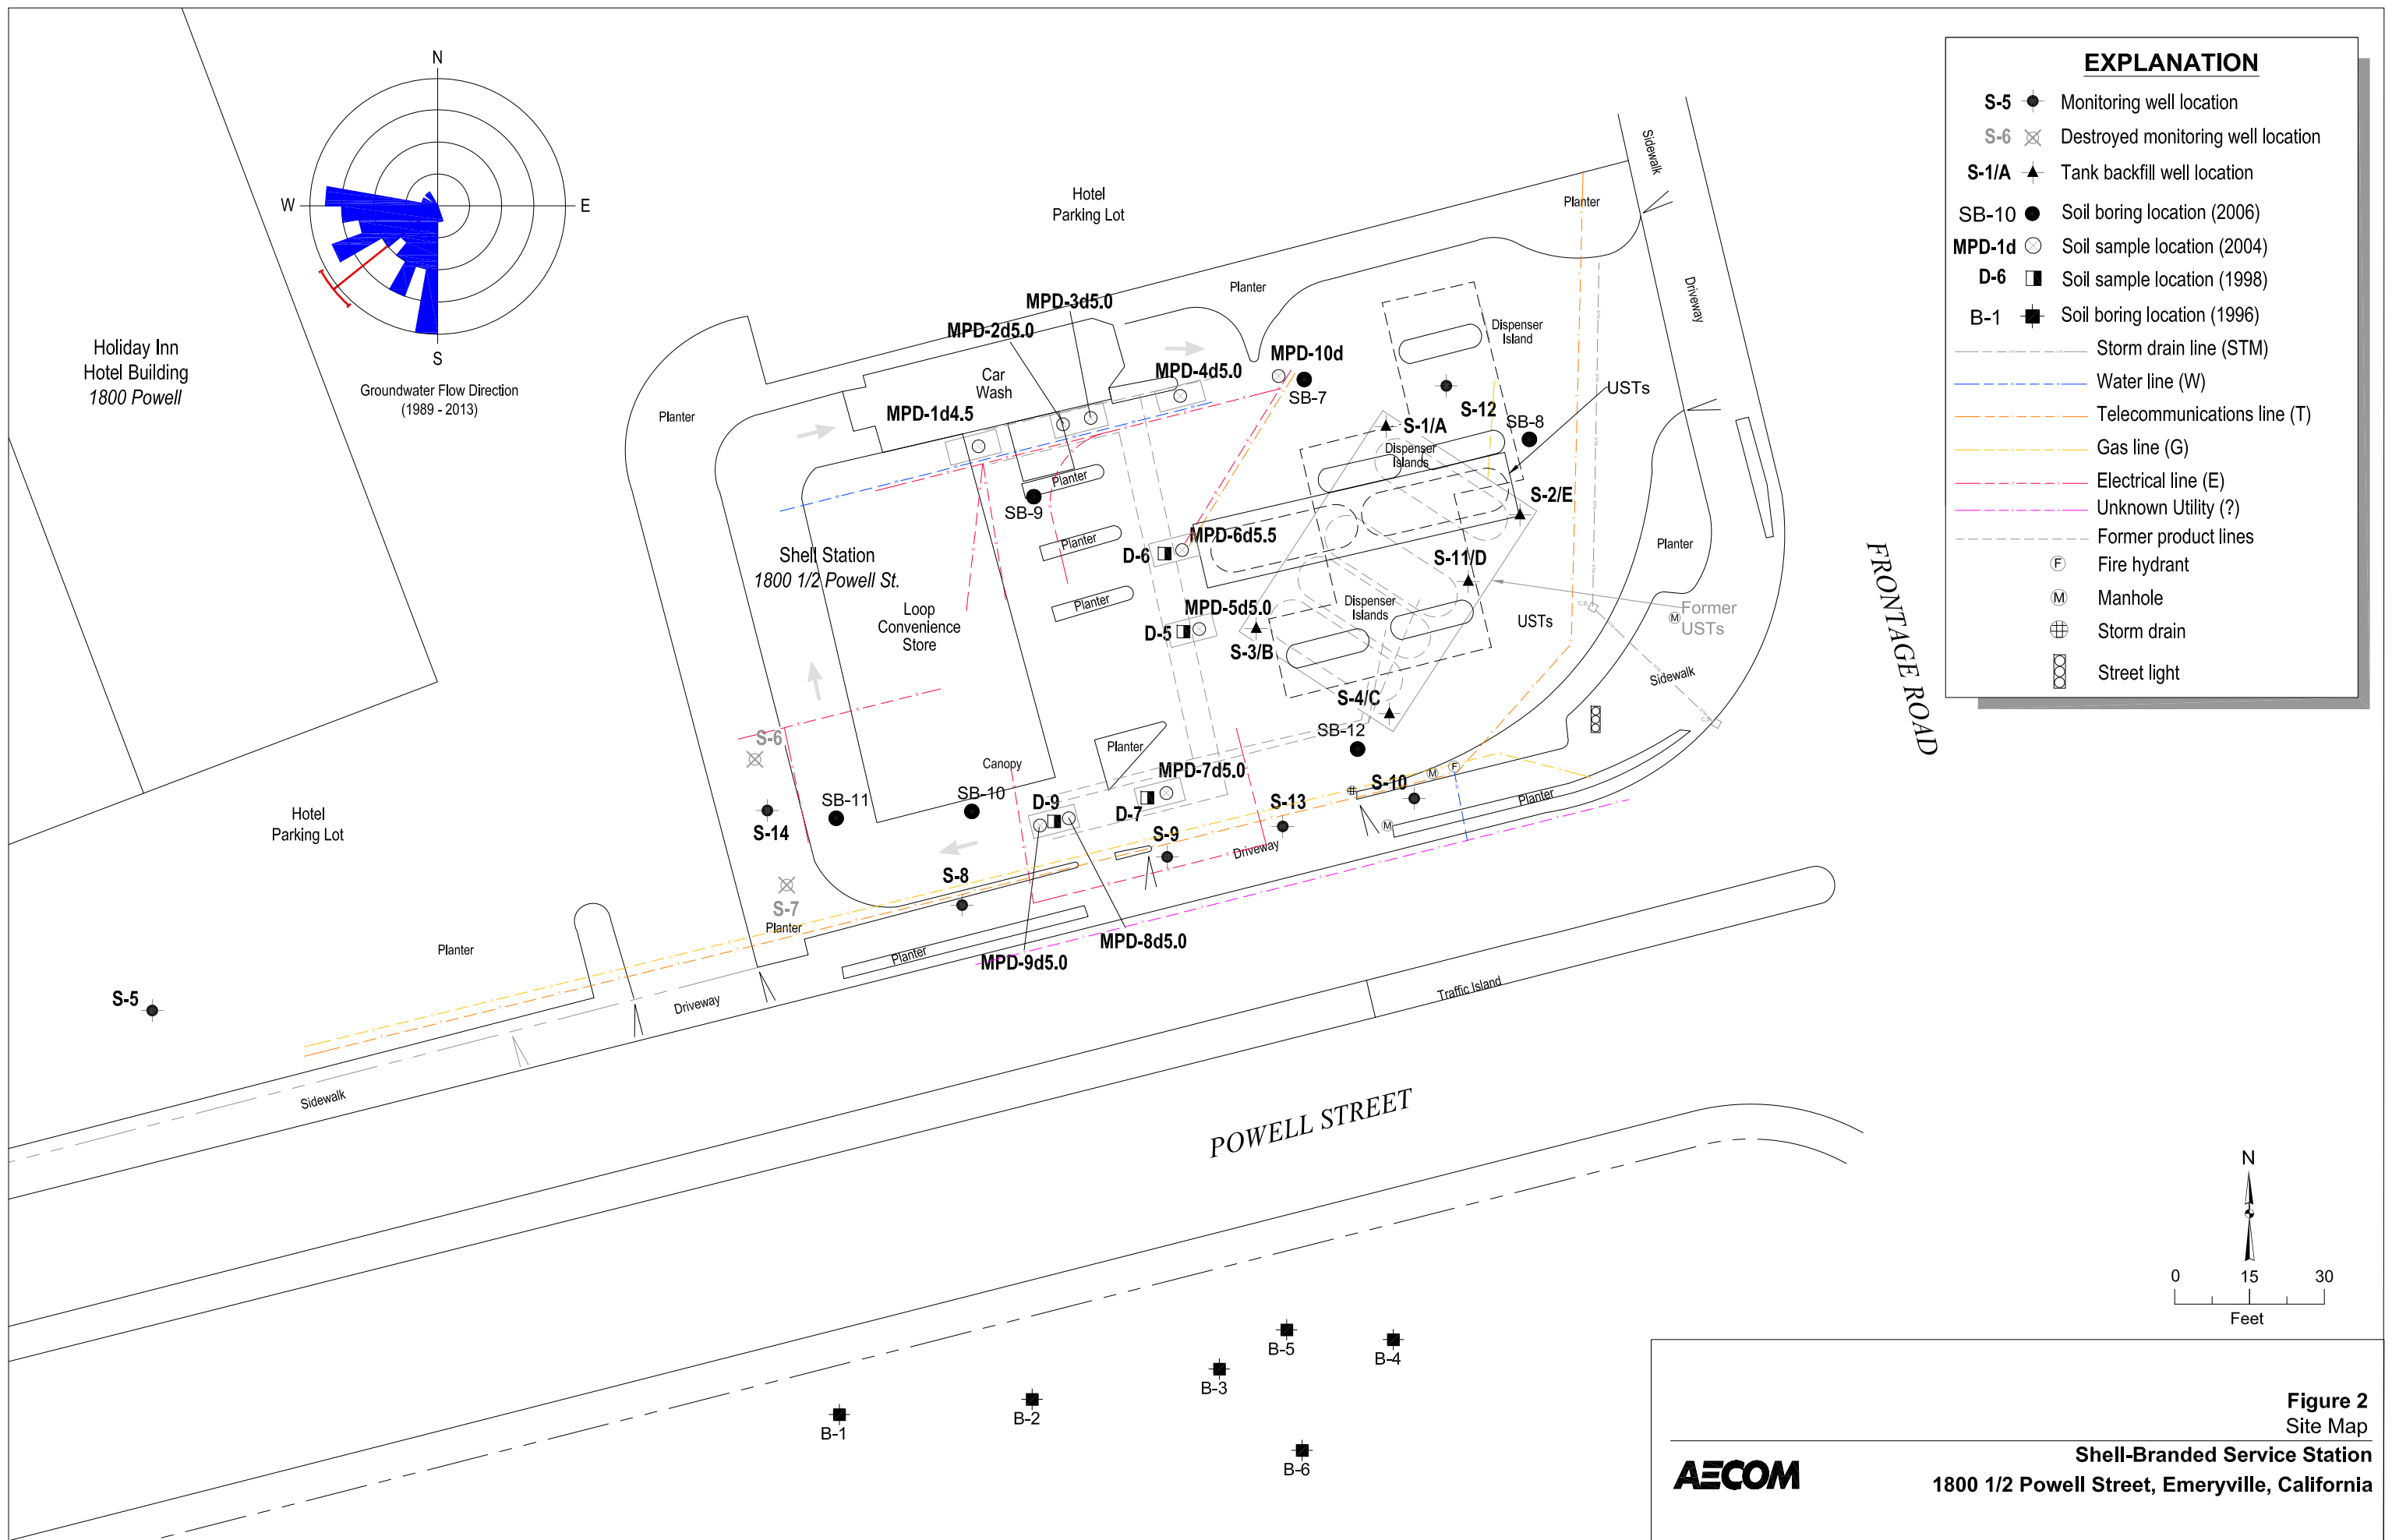 N
W
E
S
Groundwater Flow Direction
(1989 - 2013)
Holiday Inn
Hotel Building
1800 Powell
Hotel
Parking Lot
Sidewalk
Planter
Driveway
Planter
Dispenser
Island
MPD-3d5.0
MPD-2d5.0
MPD-10d
MPD-4d5.0
Car
Wash
SB-7
USTs
Planter
MPD-1d4.5
S-12
S-1/A
SB-8
Dispenser
Islands
Planter
SB-9
S-2/E
Planter
MPD-6d5.5
D-6
Shell Station
1800 1/2 Powell St.
S-11/D
Planter
Planter
Loop
Convenience
Store
MPD-5d5.0
D-5
Dispenser
Islands
USTs
C.B.
M
Former
USTs
S-3/B
Sidewalk
FRONTAGE ROAD
S-4/C
C.B.
S-6
SB-12
Planter
Canopy
MPD-7d5.0
F
M
S-10
Planter
SB-11
SB-10
D-9
D-7
S-13
M
S-14
S-9
Driveway
Hotel
Parking Lot
S-8
S-7
Planter
Planter
MPD-8d5.0
MPD-9d5.0
Planter
S-5
Driveway
Traffic Island
Sidewalk
POWELL STREET
B-5
B-4
B-3
B-2
B-1
B-6
EXPLANATION
S-5 Monitoring well location
S-6 Destroyed monitoring well location
S-1/A Tank backfill well location
SB-10 Soil boring location (2006)
MPD-1d Soil sample location (2004)
D-6 Soil sample location (1998)
B-1 Soil boring location (1996)
Storm drain line (STM)
Water line (W)
Telecommunications line (T)
Gas line (G)
Electrical line (E)
Unknown Utility (?)
Former product lines
F Fire hydrant
M Manhole
Storm drain
Street light
N
0 15 30
Feet
Figure 2
Site Map
AECOM
Shell-Branded Service Station
1800 1/2 Powell Street, Emeryville, California